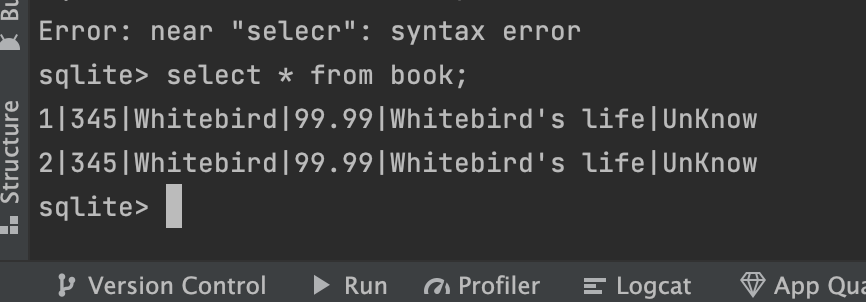 Error: near "selecr": syntax error
sqlite> select * from book;
1|345|Whitebird|99.99|Whitebird's life|UnKnow
2|345|Whitebird|99.99|Whitebird's life|UnKnow
sqlite>
Structure
Version Control Run Profiler Logcat App Qua